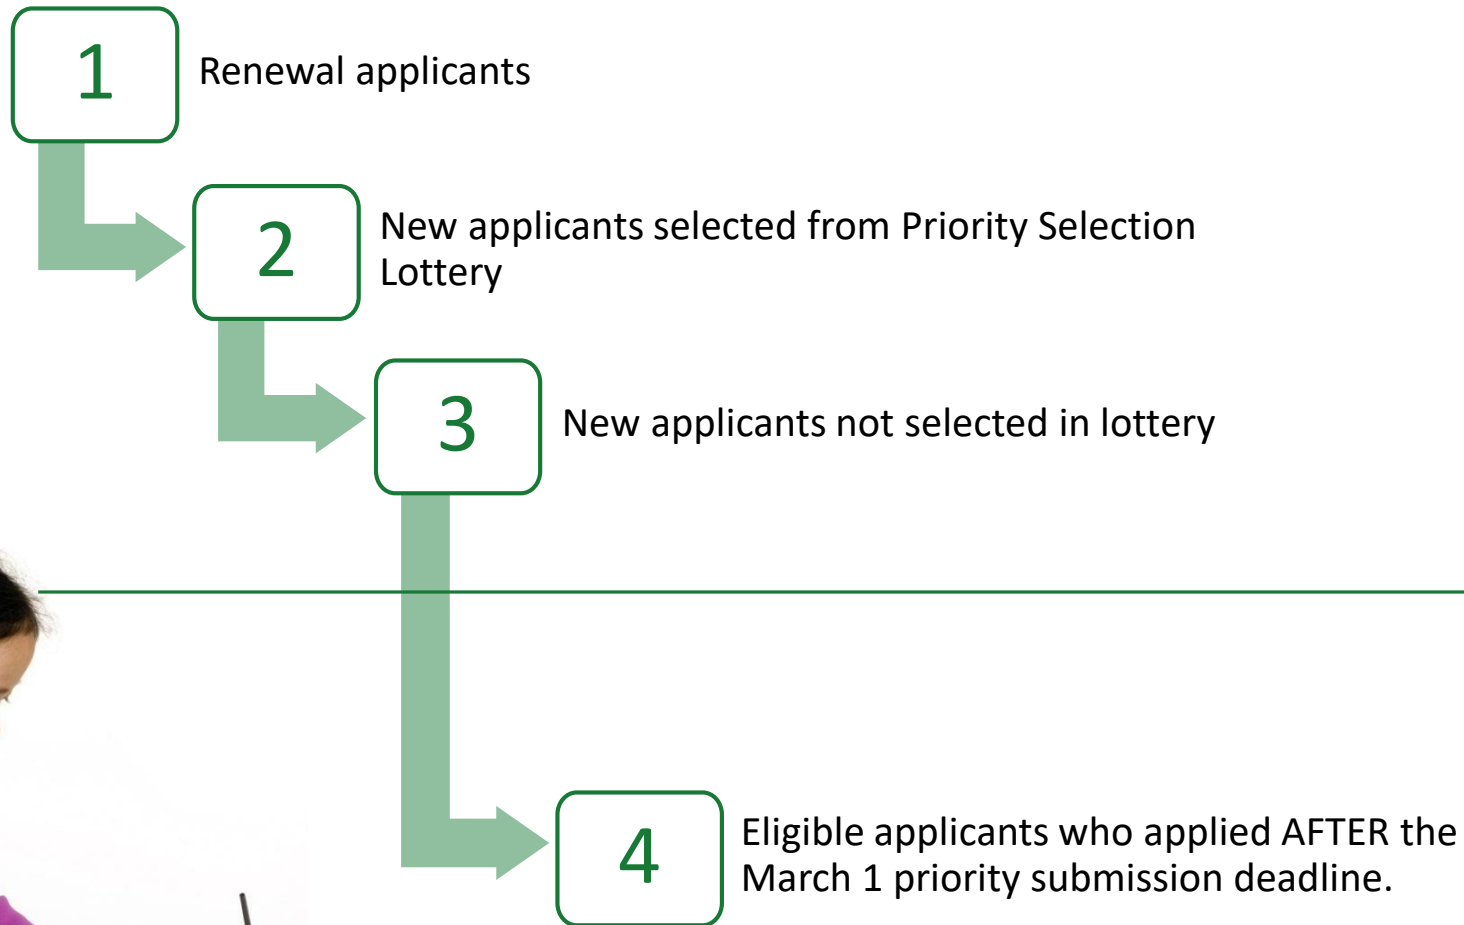 1
Renewal applicants
2
New applicants selected from Priority Selection
Lottery
3
New applicants not selected in lottery
4
Eligible applicants who applied AFTER the
March 1 priority submission deadline.